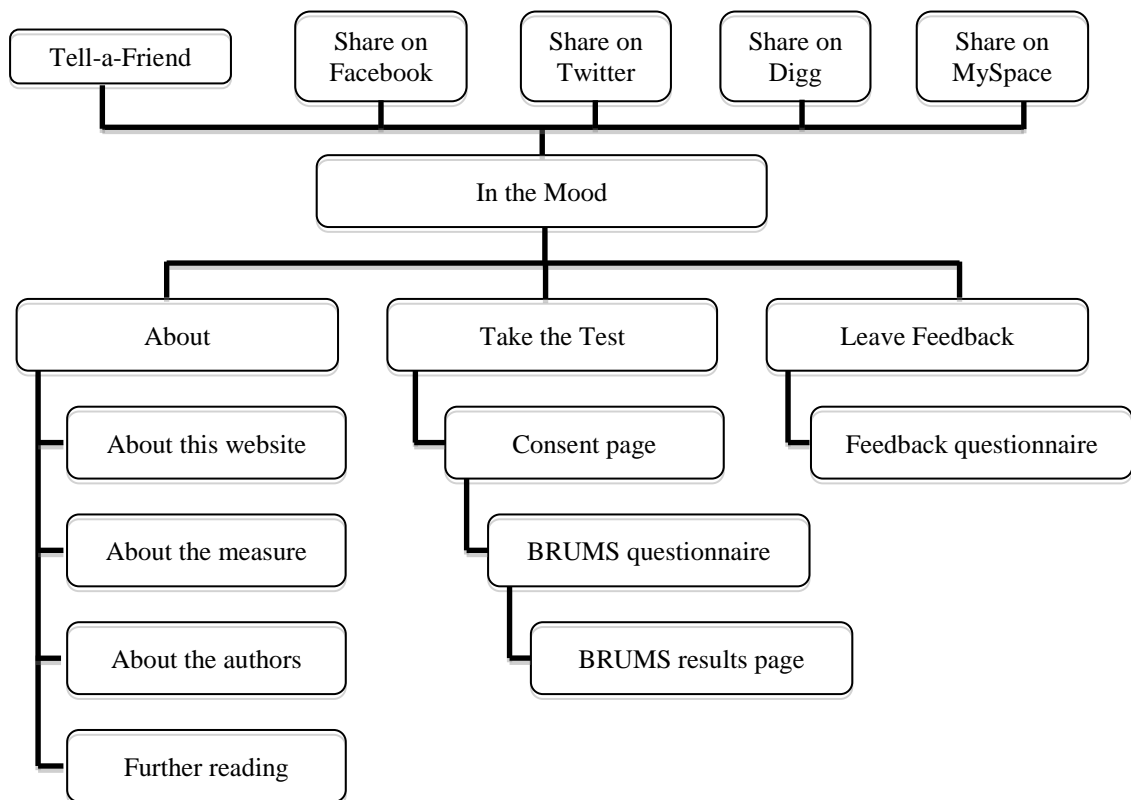 Tell-a-Friend
Share on
Facebook
Share on
Twitter
Share on
Digg
Share on
MySpace
In the Mood
About
Take the Test
Leave Feedback
About this website
Consent page
Feedback questionnaire
About the measure
BRUMS questionnaire
About the authors
BRUMS results page
Further reading